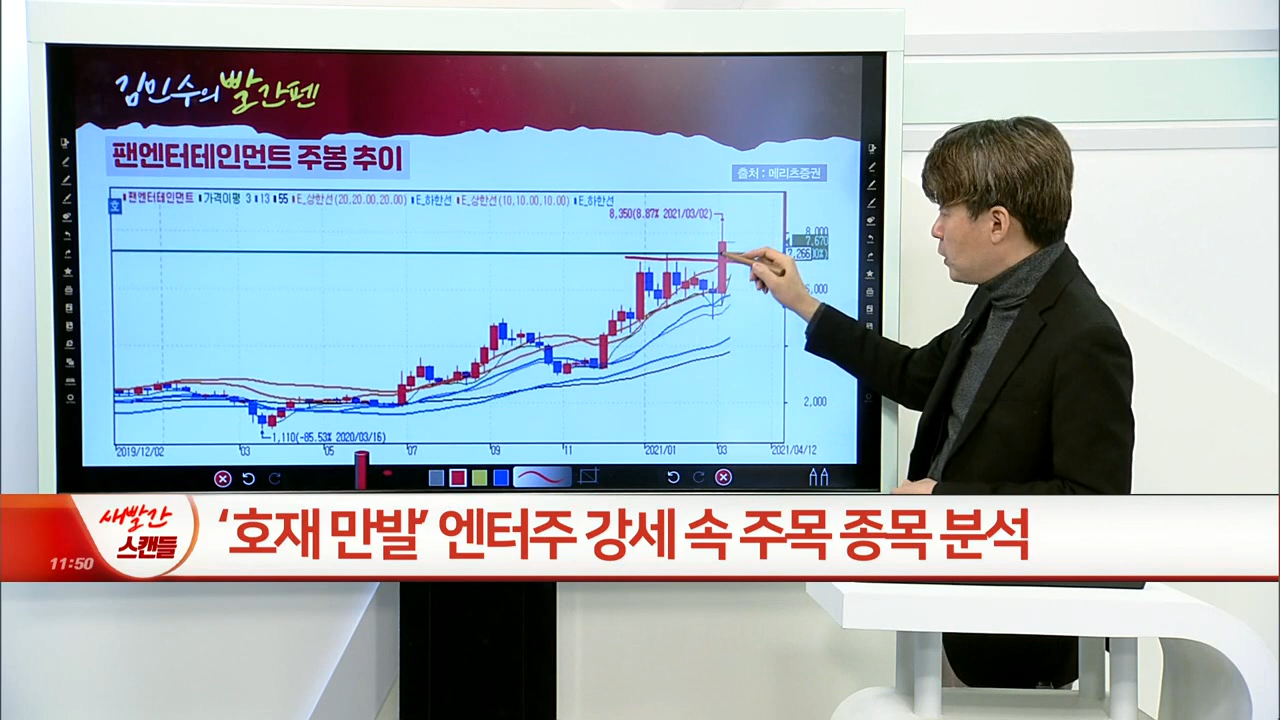 김민수의 빨간펜
팬엔터테인먼트 주봉 추이
출처 : 메리츠증권
팬엔터테인먼트 가격이평 3 13 55 E_상한선(20,20.00,20.00) E_하한선 E_상한선(10,10.00,10.00) E_하한선
호
8,350(8.87% 2021/03/02)
8,000
7,670
7,266
5,000
2,000
1,110(-85.53% 2020/03/16)
2019/12/02 03 05 07 09 11 2021/01 03 2021/04/12
새빨간
스캔들
11:50
‘호재 만발’ 엔터주 강세 속 주목 종목 분석